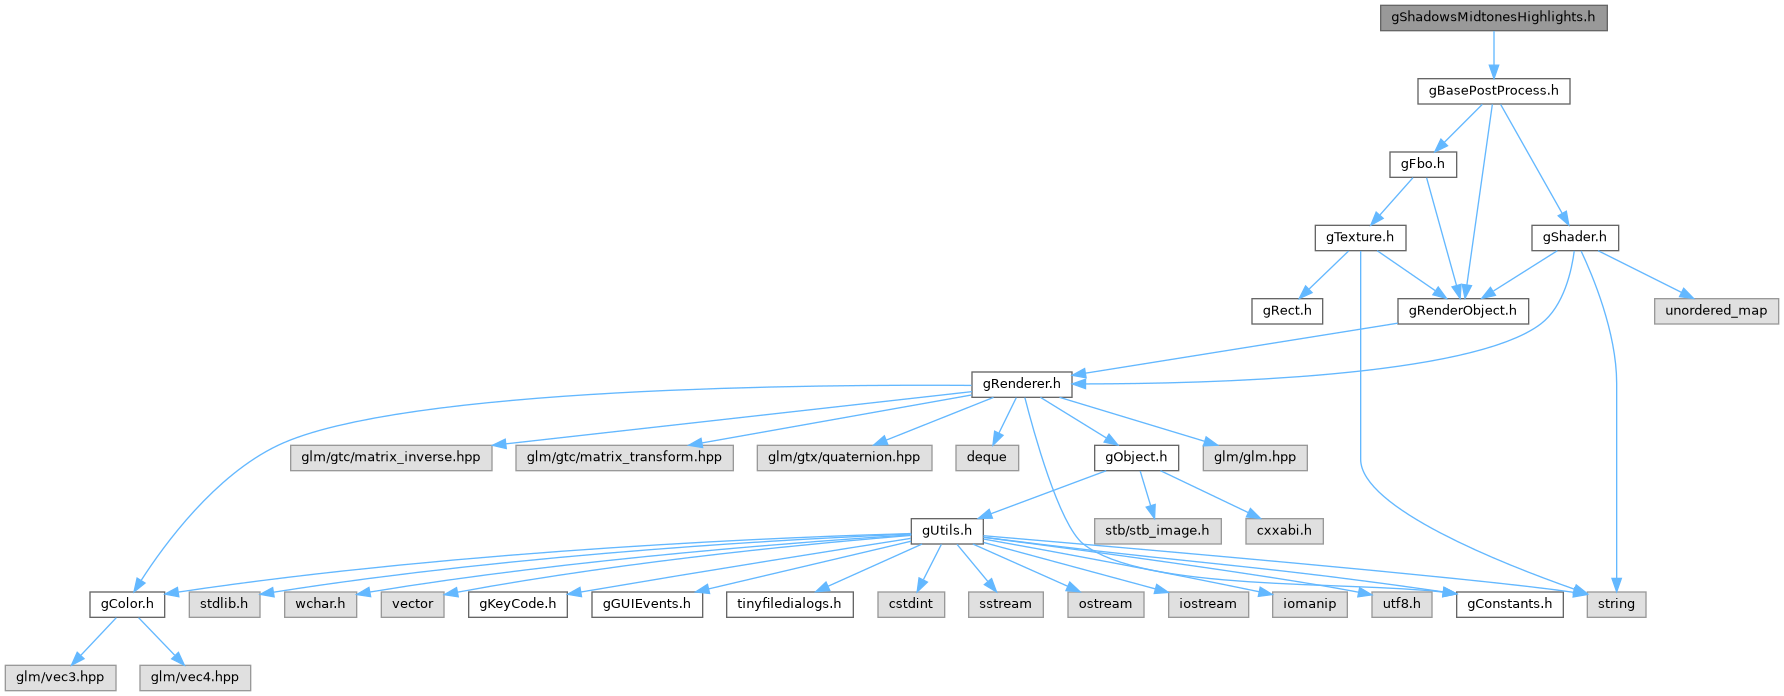 gShadowsMidtonesHighlights.h
gBasePostProcess.h
gFbo.h
gTexture.h
gShader.h
gRect.h
gRenderObject.h
unordered_map
gRenderer.h
glm/gtc/matrix_inverse.hpp
glm/gtc/matrix_transform.hpp
glm/gtx/quaternion.hpp
deque
gObject.h
glm/glm.hpp
gUtils.h
stb/stb_image.h
cxxabi.h
gColor.h
stdlib.h
wchar.h
vector
gKeyCode.h
gGUIEvents.h
tinyfiledialogs.h
cstdint
sstream
ostream
iostream
iomanip
utf8.h
gConstants.h
string
glm/vec3.hpp
glm/vec4.hpp